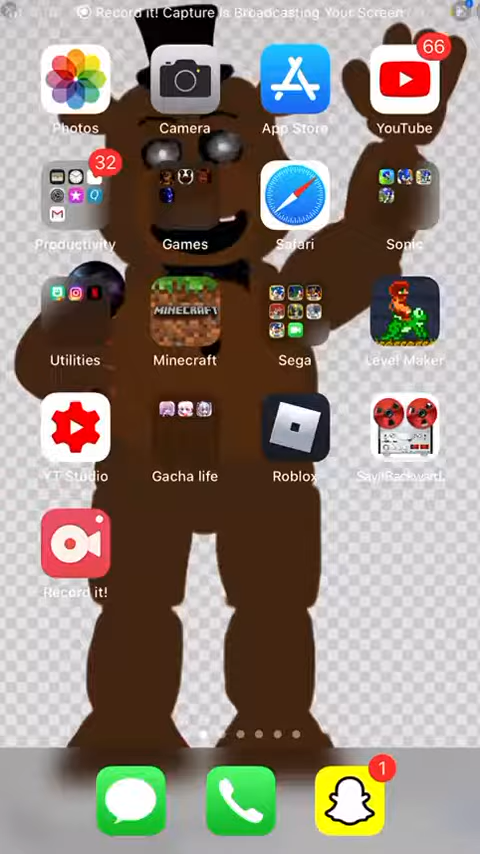 Record it! Capture is Broadcasting Your Screen
66
Photos
Camera
App Store
YouTube
32
Productivity
Games
Safari
Sonic
MINECRAFT
Utilities
Minecraft
Sega
Level Maker
YT Studio
Gacha life
Roblox
SayItBackward..
Record it!
1